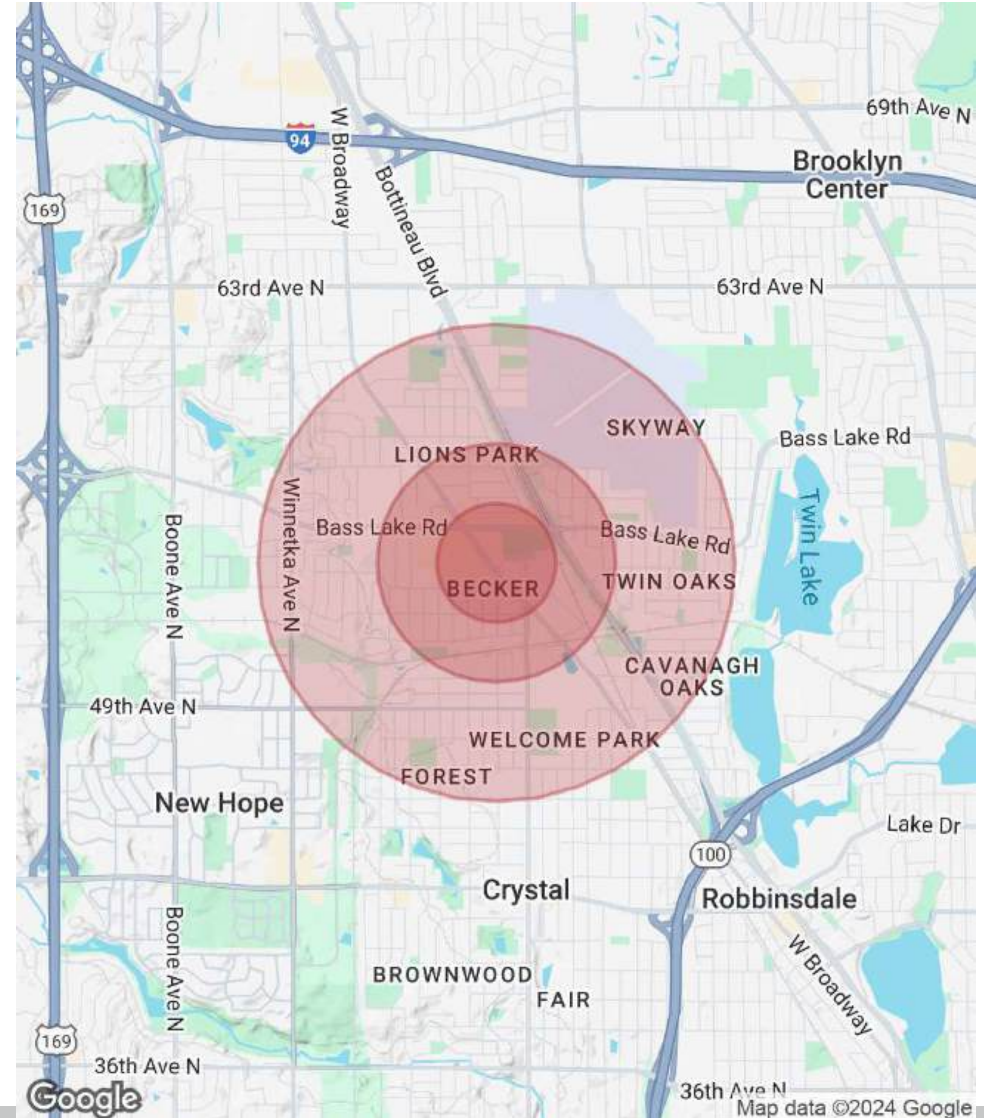 69th Ave N
94
W Broadway
Brooklyn
Center
Bottineau Blvd
169
63rd Ave N
63rd Ave N
SKYWAY
Bass Lake Rd
LIONS PARK
Winnetka Ave N
Twin Lake
Boone Ave N
Bass Lake Rd
Bass Lake Rd
BECKER
TWIN OAKS
CAVANAGH
OAKS
49th Ave N
WELCOME PARK
FOREST
New Hope
Lake Dr
100
Crystal
Robbinsdale
Boone Ave N
W Broadway
BROWNWOOD
FAIR
169
36th Ave N
36th Ave N
Google
Map data ©2024 Google